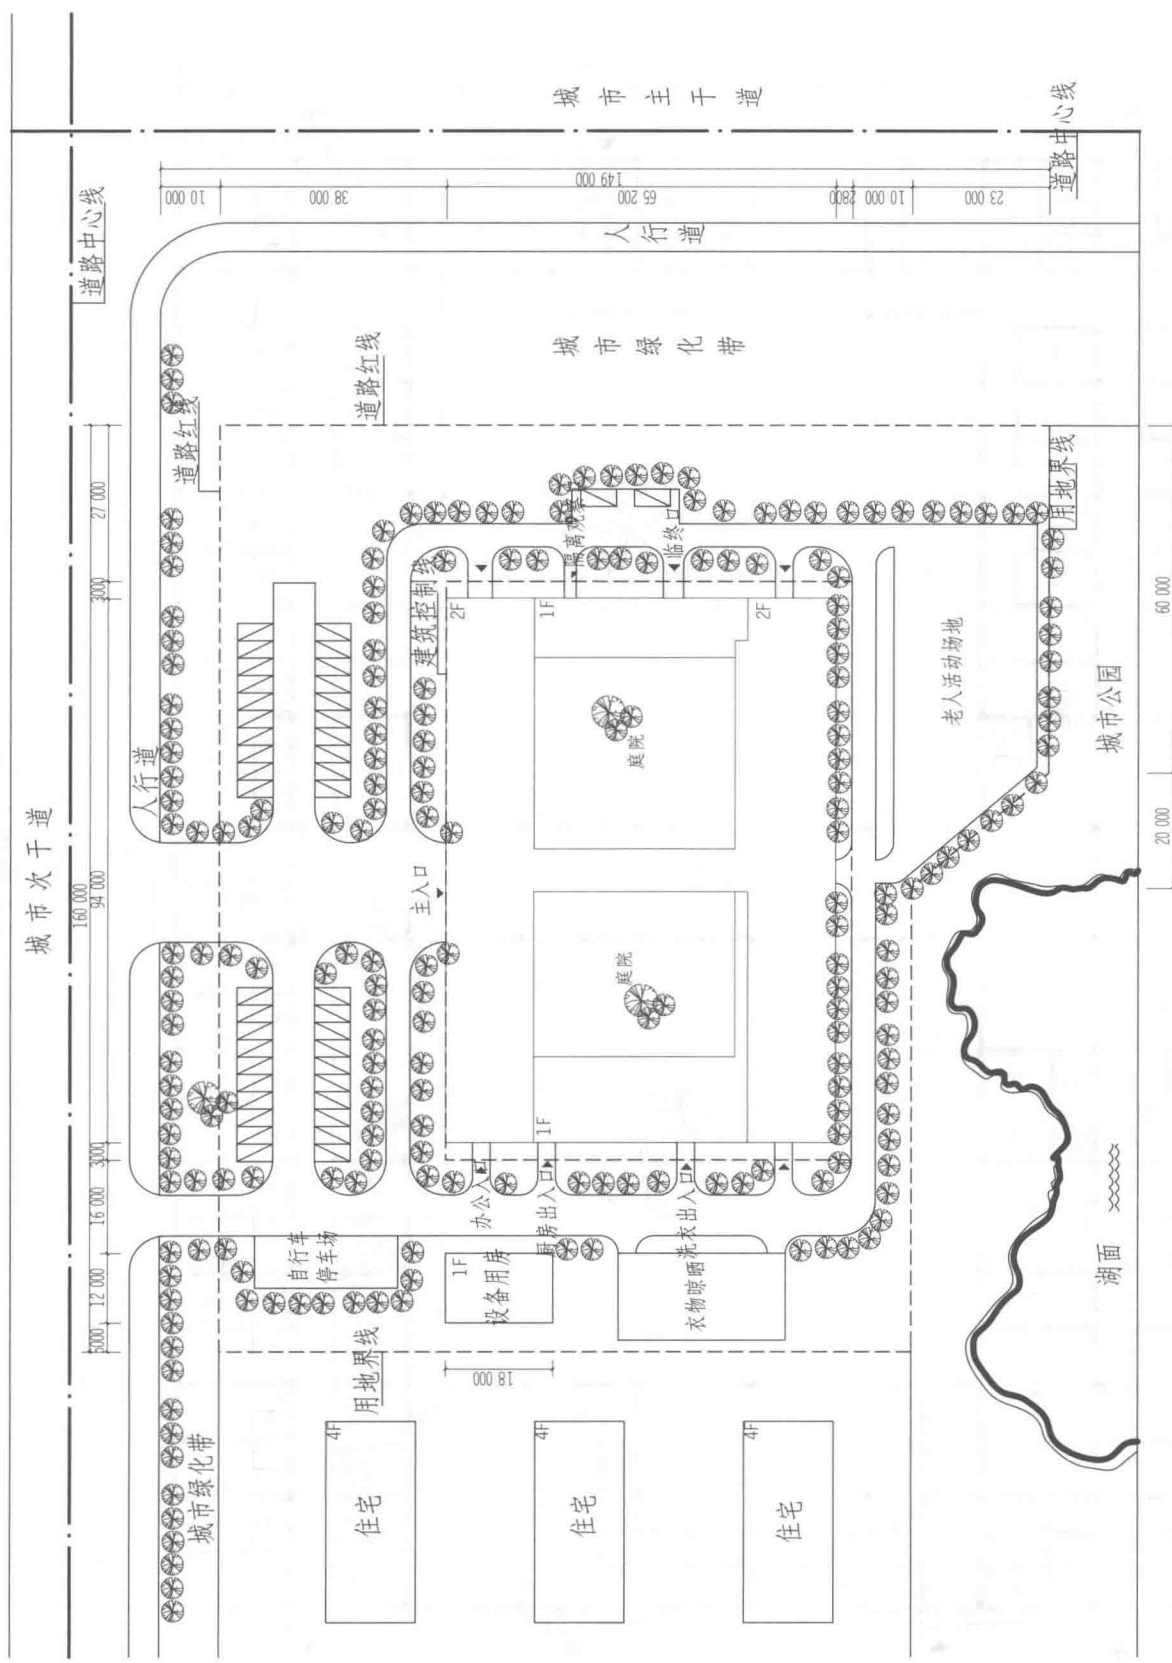 城市主干道
道路中心线
10 000
38 000
149 000
65 200
2800
10 000
23 000
道路中心线
人行道
城市绿化带
道路红线
道路红线
用地界线
27 000
3000
160 000
94 000
3000
16 000
12 000
5000
城市次干道
人行道
隔离观察口
临终口
建筑控制线
2F
1F
2F
庭院
庭院
老人活动场地
60 000
20 000
城市公园
主入口
1F
办公入口
厨房出入口
洗衣出入口
自行车
停车场
1F
设备用房
衣物晾晒
用地界线
18 000
湖面
城市绿化带
4F
住宅
4F
住宅
4F
住宅